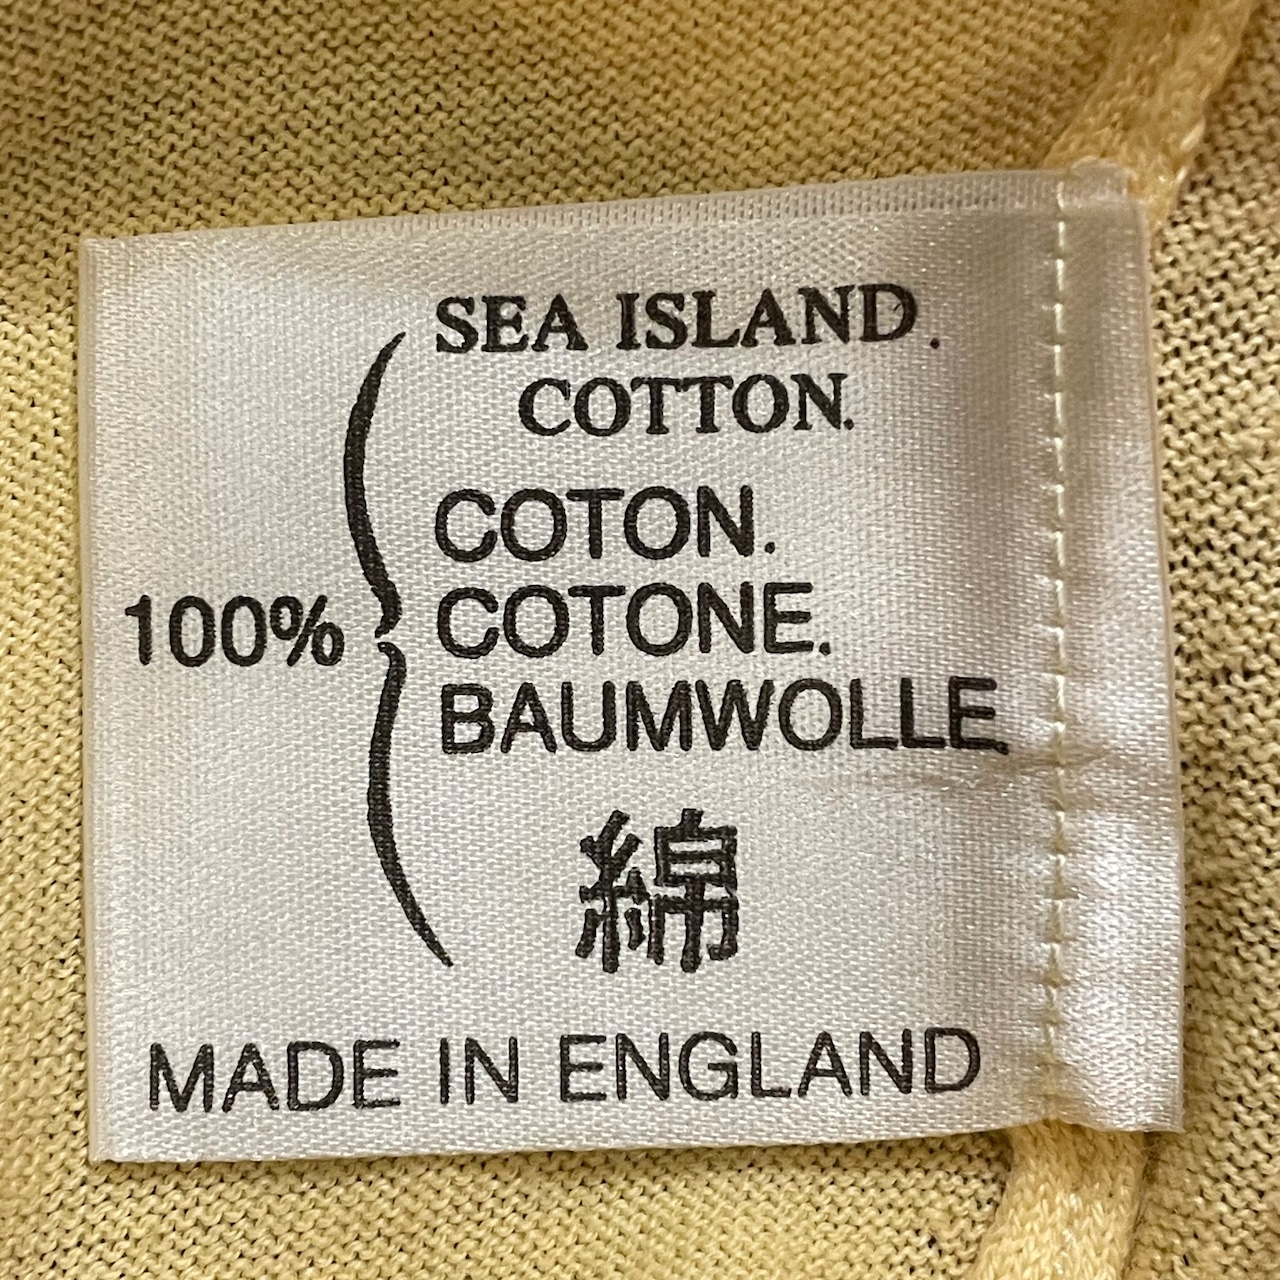 SEA ISLAND.
COTTON.
COTON.
COTONE.
100%
BAUMWOLLE.
綿
MADE IN ENGLAND